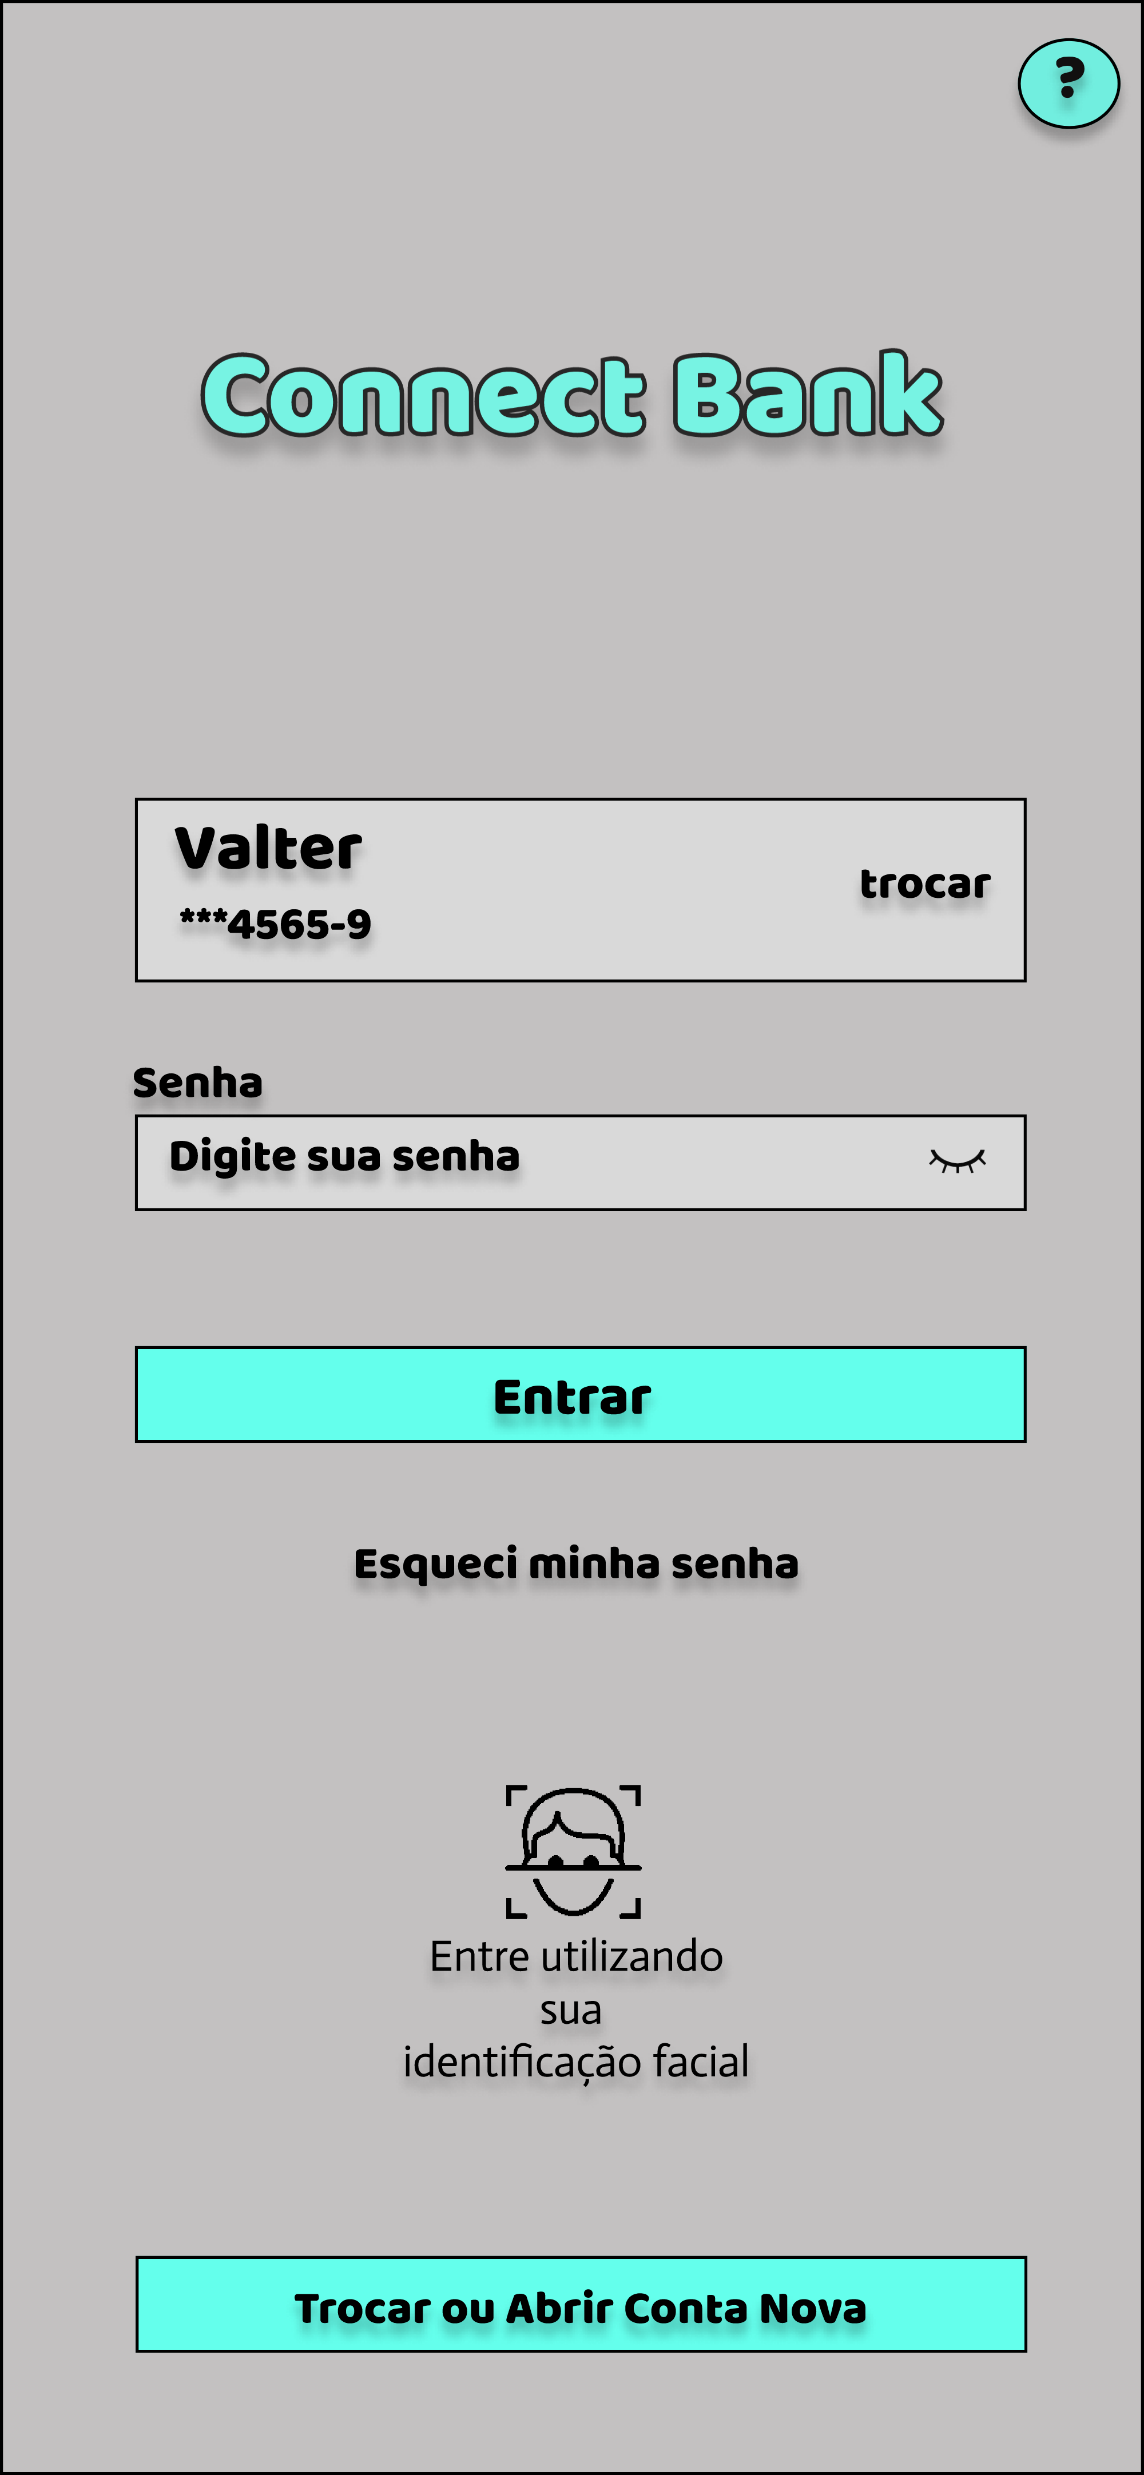 ?
Connect Bank
Valter
trocar
***4565-9
Senha
Digite sua senha
Entrar
Esqueci minha senha
Entre utilizando
sua
identificação facial
Trocar ou Abrir Conta Nova